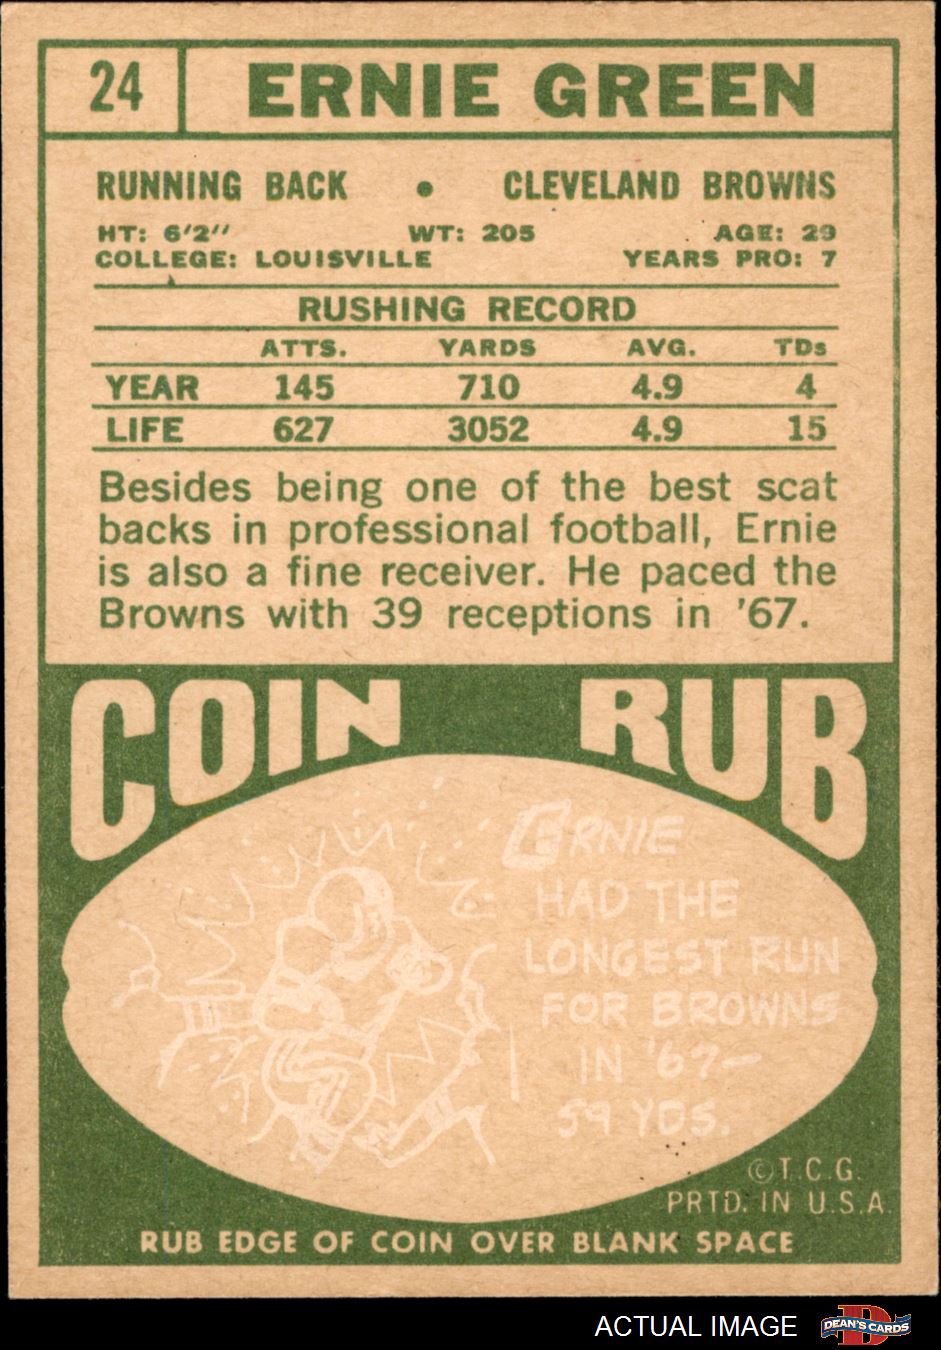 24 ERNIE GREEN
RUNNING BACK • CLEVELAND BROWNS
HT: 6'2" WT: 205 AGE: 29
COLLEGE: LOUISVILLE YEARS PRO: 7
RUSHING RECORD
ATTS. YARDS AVG. TDs
YEAR 145 710 4.9 4
LIFE 627 3052 4.9 15
Besides being one of the best scat
backs in professional football, Ernie
is also a fine receiver. He paced the
Browns with 39 receptions in '67.
COIN RUB
ERNIE
HAD THE
LONGEST RUN
FOR BROWNS
IN '67–
59 YDS.
©T.C.G.
PRTD. IN U.S.A.
RUB EDGE OF COIN OVER BLANK SPACE
ACTUAL IMAGE
D
DEAN'S CARDS